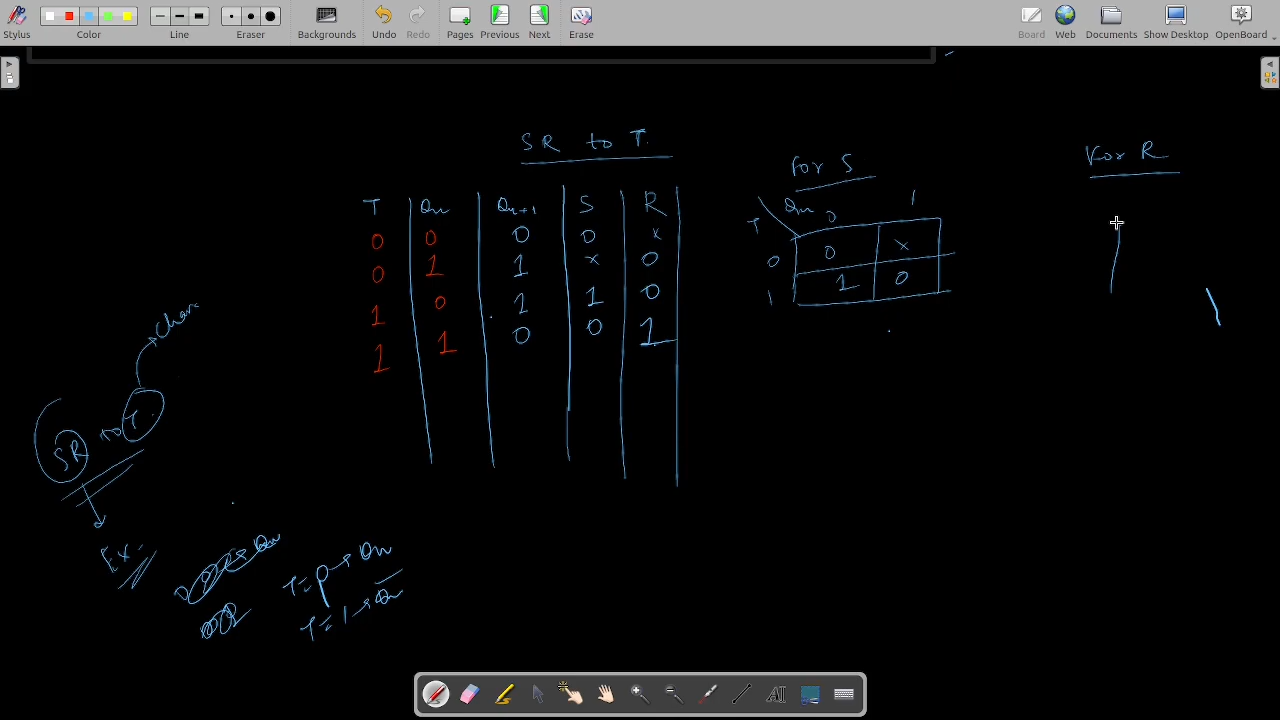 Stylus Color Line Eraser Backgrounds Undo Redo Pages Previous Next Erase Board Web Documents Show Desktop OpenBoard
SR to T
For S
For R
T Qn Qn+1 S R
0 0 0 0 x
0 1 1 x 0
1 0 1 1 0
1 1 0 0 1
Qn 0 1
T
0 0 x
1 1 0
Char
SR to T
Ex
T=0→Qn
T=1→Q̅n
AI